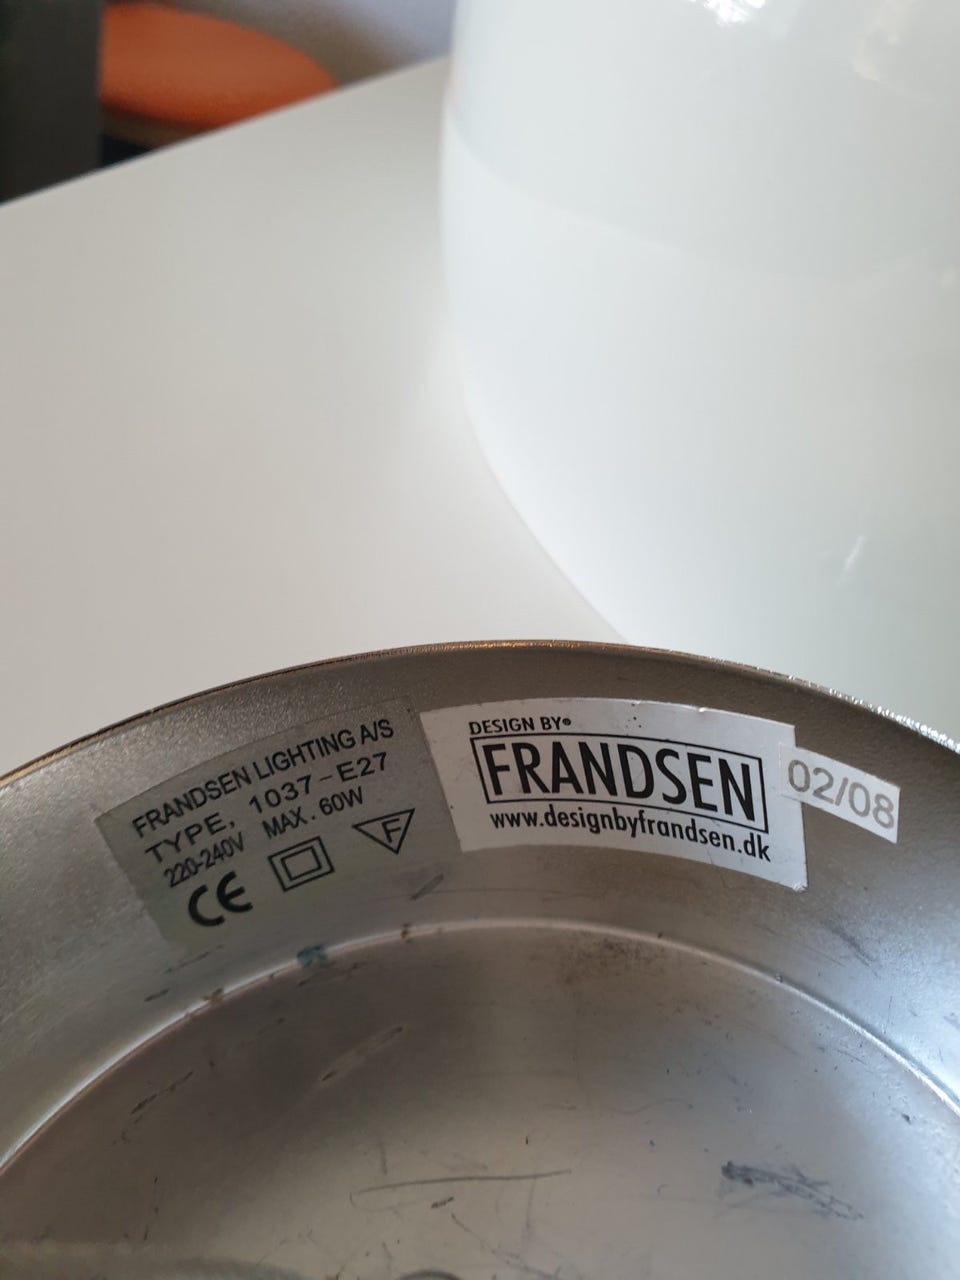 FRANDSEN LIGHTING A/S
TYPE, 1037-E27
220-240V MAX. 60W
CE F
DESIGN BY®
FRANDSEN
www.designbyfrandsen.dk
02/08